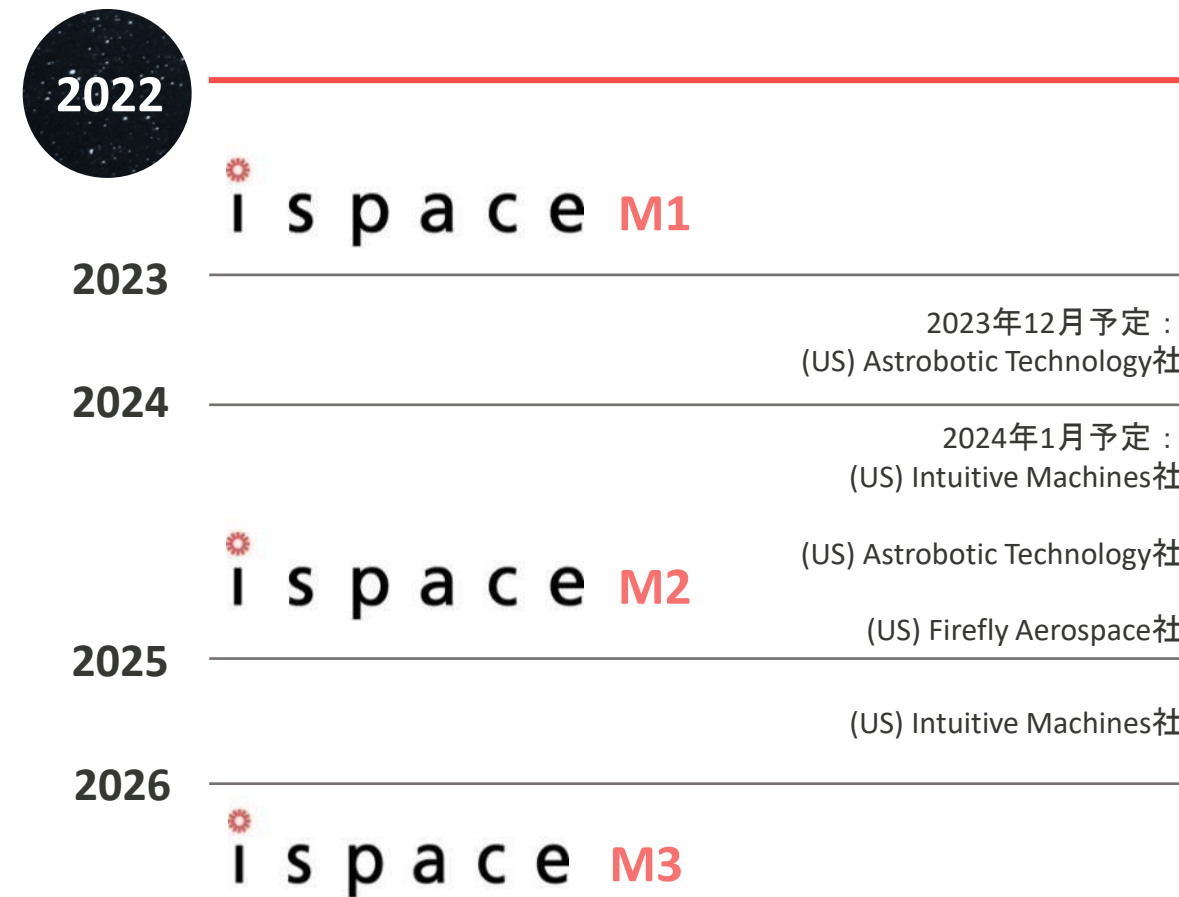 2022
ispace M1
2023
2023年12月予定：
(US) Astrobotic Technology社
2024
2024年1月予定：
(US) Intuitive Machines社
(US) Astrobotic Technology社
ispace M2
(US) Firefly Aerospace社
2025
(US) Intuitive Machines社
2026
ispace M3